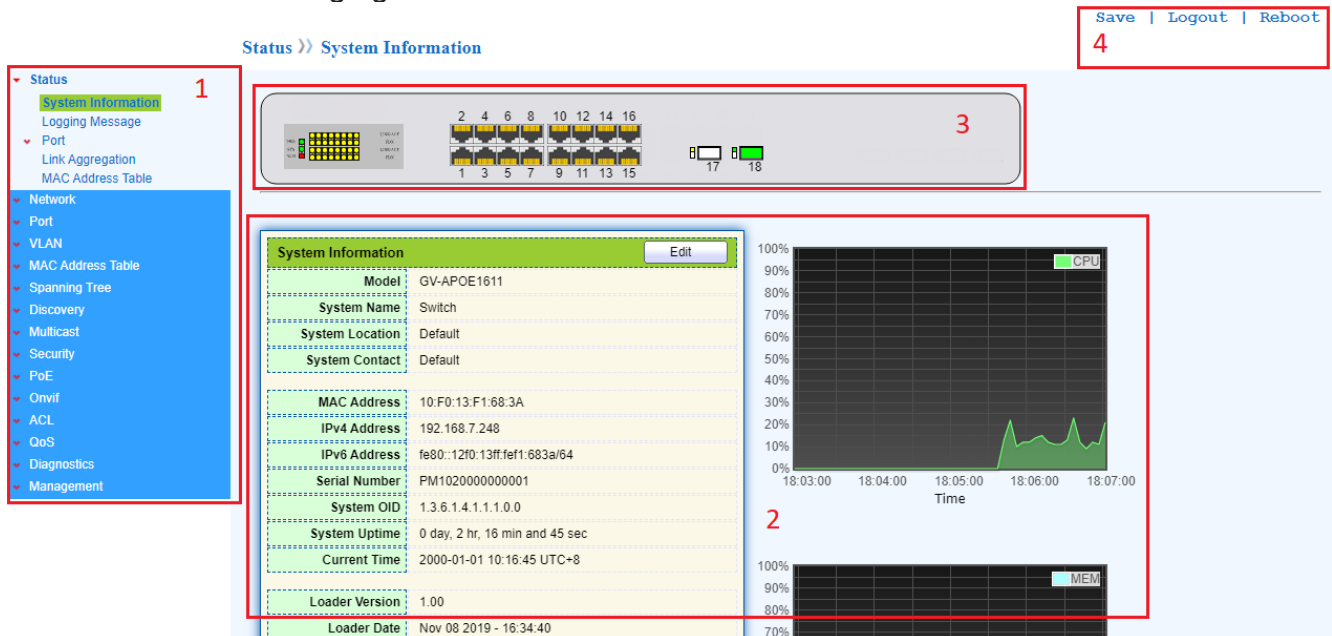 Save | Logout | Reboot
4
Status » System Information
1
Status
System Information
Logging Message
Port
Link Aggregation
MAC Address Table
Network
Port
VLAN
MAC Address Table
Spanning Tree
Discovery
Multicast
Security
PoE
Onvif
ACL
QoS
Diagnostics
Management
2 4 6 8 10 12 14 16
1 3 5 7 9 11 13 15
17 18
3
System Information
Edit
Model GV-APOE1611
System Name Switch
System Location Default
System Contact Default
MAC Address 10:F0:13:F1:68:3A
IPv4 Address 192.168.7.248
IPv6 Address fe80::12f0:13ff:fef1:683a/64
Serial Number PM1020000000001
System OID 1.3.6.1.4.1.1.1.0.0
System Uptime 0 day, 2 hr, 16 min and 45 sec
Current Time 2000-01-01 10:16:45 UTC+8
Loader Version 1.00
Loader Date Nov 08 2019 - 16:34:40
CPU
100%
90%
80%
70%
60%
50%
40%
30%
20%
10%
0%
18:03:00 18:04:00 18:05:00 18:06:00 18:07:00
Time
2
MEM
100%
90%
80%
70%